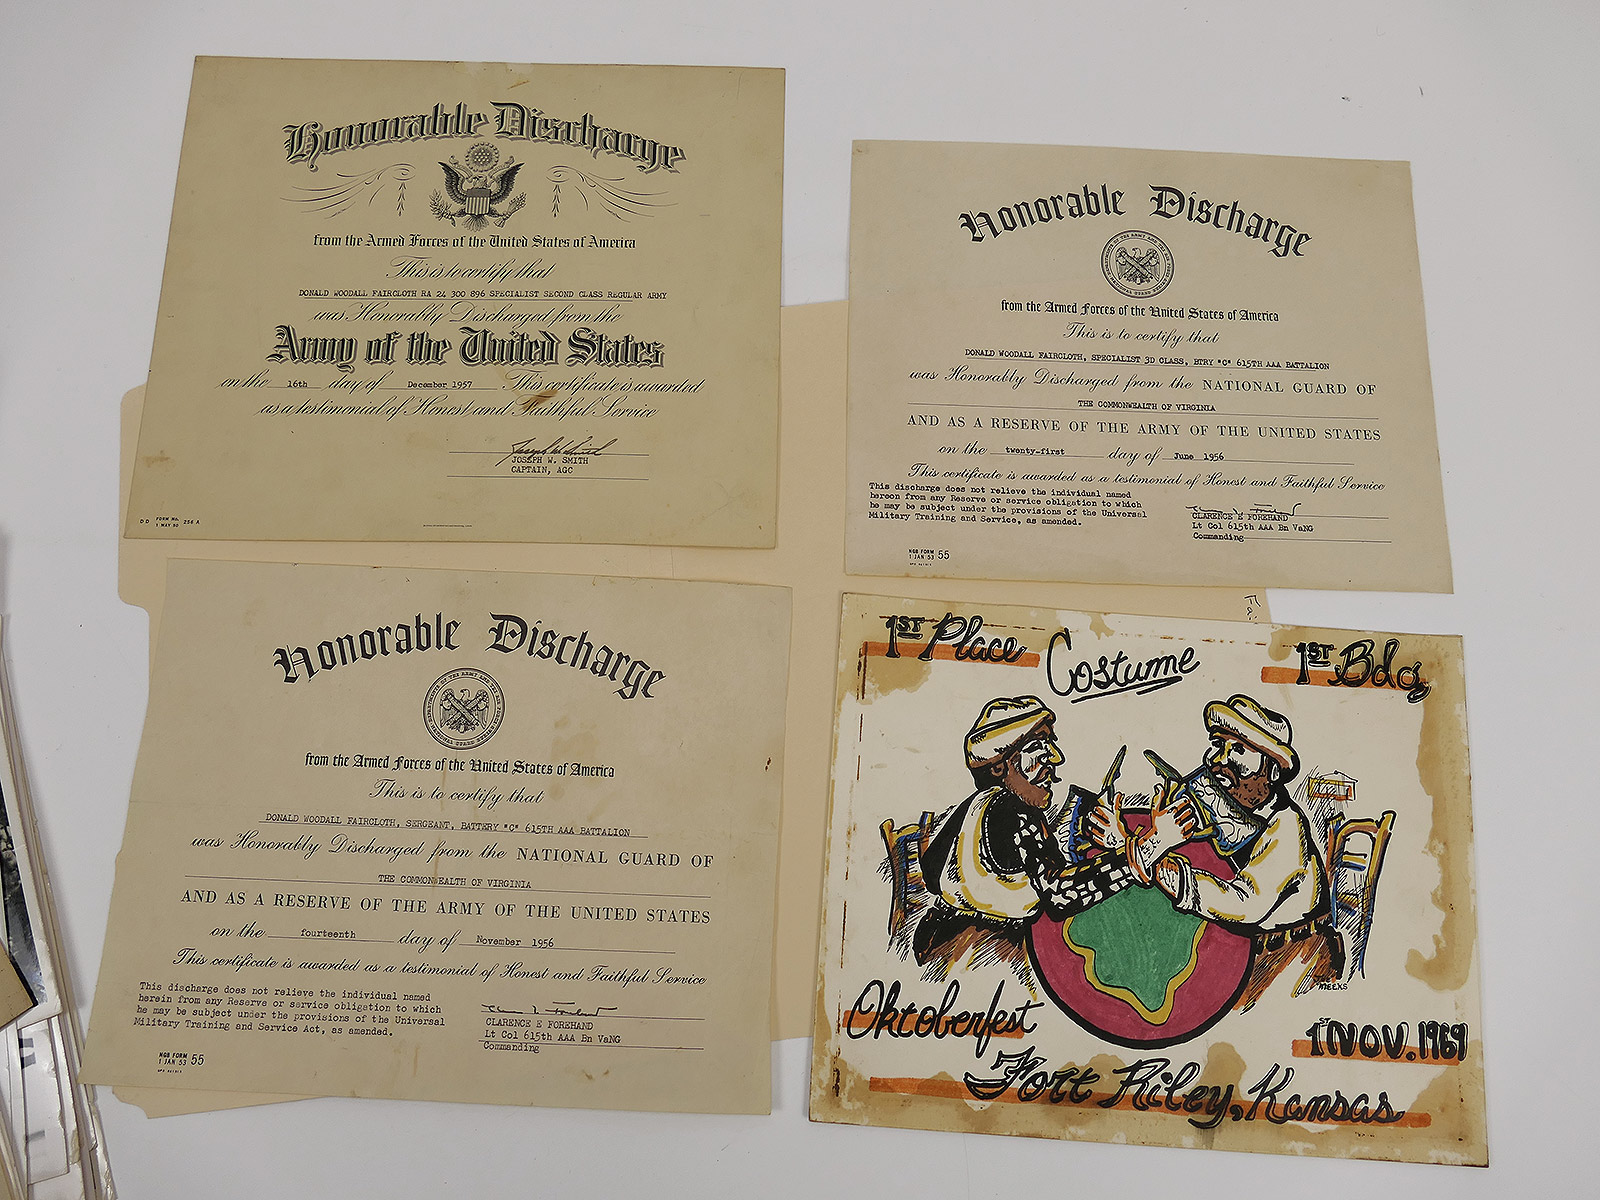 Honorable Discharge
from the Armed Forces of the United States of America
This is to certify that
DONALD WOODALL FAIRCLOTH RA 24 300 896 SPECIALIST SECOND CLASS REGULAR ARMY
was Honorably Discharged from the
Army of the United States
on the 16th day of December 1957 This certificate is awarded
as a testimonial of Honest and Faithful Service
JOSEPH W. SMITH
CAPTAIN, AGC
DD FORM No. 256 A
1 MAY 50
Honorable Discharge
from the Armed Forces of the United States of America
This is to certify that
DONALD WOODALL FAIRCLOTH, SPECIALIST 3D CLASS, BTRY "C" 615TH AAA BATTALION
was Honorably Discharged from the NATIONAL GUARD OF
THE COMMONWEALTH OF VIRGINIA
AND AS A RESERVE OF THE ARMY OF THE UNITED STATES
on the twenty-first day of June 1956
This certificate is awarded as a testimonial of Honest and Faithful Service
This discharge does not relieve the individual named
hereon from any Reserve or service obligation to which
he may be subject under the provisions of the Universal
Military Training and Service, as amended.
CLARENCE E FOREHAND
Lt Col 615th AAA Bn VaNG
Commanding
NGB FORM 55
1 JAN 53
Honorable Discharge
from the Armed Forces of the United States of America
This is to certify that
DONALD WOODALL FAIRCLOTH, SERGEANT, BATTERY "C" 615TH AAA BATTALION
was Honorably Discharged from the NATIONAL GUARD OF
THE COMMONWEALTH OF VIRGINIA
AND AS A RESERVE OF THE ARMY OF THE UNITED STATES
on the fourteenth day of November 1956
This certificate is awarded as a testimonial of Honest and Faithful Service
This discharge does not relieve the individual named
herein from any Reserve or service obligation to which
he may be subject under the provisions of the Universal
Military Training and Service Act, as amended.
CLARENCE E FOREHAND
Lt Col 615th AAA Bn VaNG
Commanding
NGB FORM 55
1 JAN 53
1ST Place Costume 1ST Bdg
MEEKS
Oktoberfest 1ST NOV. 1969
Fort Riley, Kansas